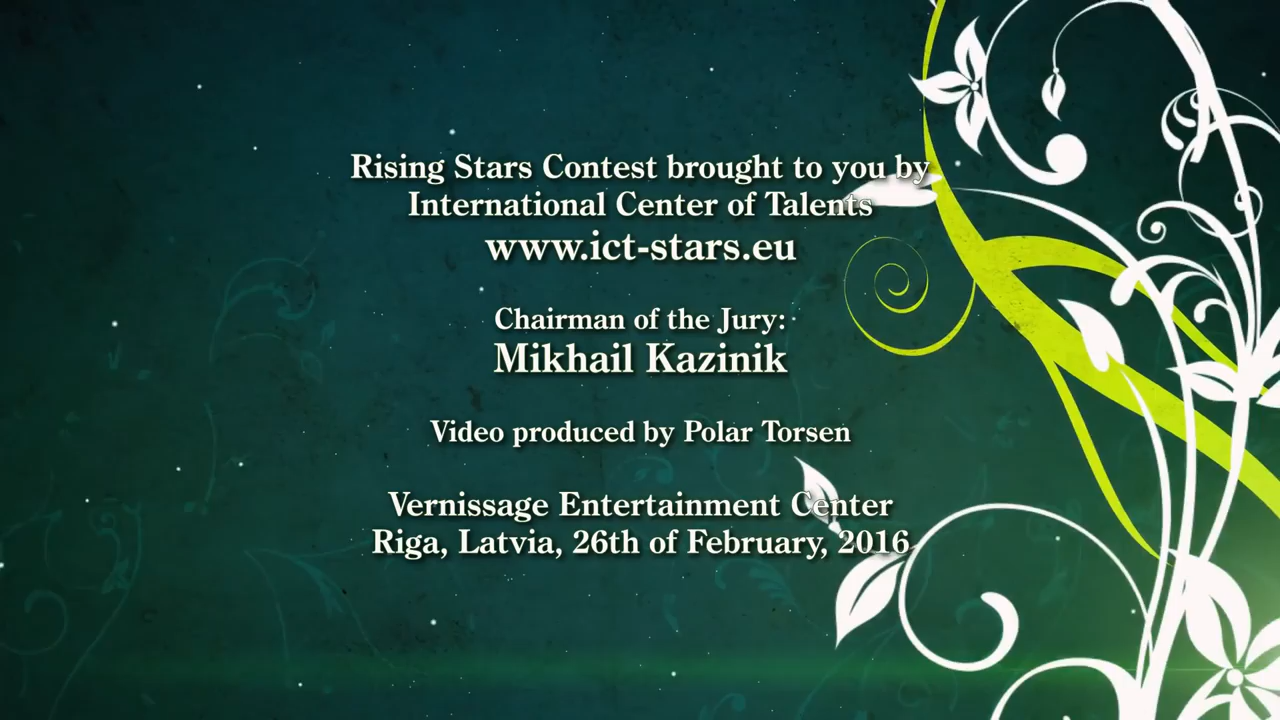 Rising Stars Contest brought to you by
International Center of Talents
www.ict-stars.eu
Chairman of the Jury:
Mikhail Kazinik
Video produced by Polar Torsen
Vernissage Entertainment Center
Riga, Latvia, 26th of February, 2016